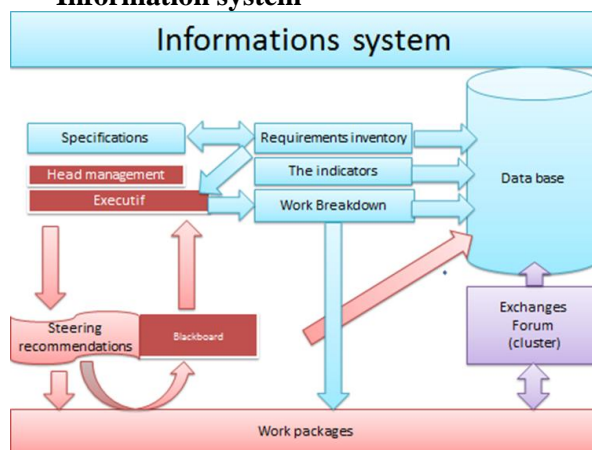 Information system
Informations system
Specifications
Requirements inventory
Head management
The indicators
Data base
Executif
Work Breakdown
Steering
recommendations
Blackboard
Exchanges
Forum
(cluster)
Work packages